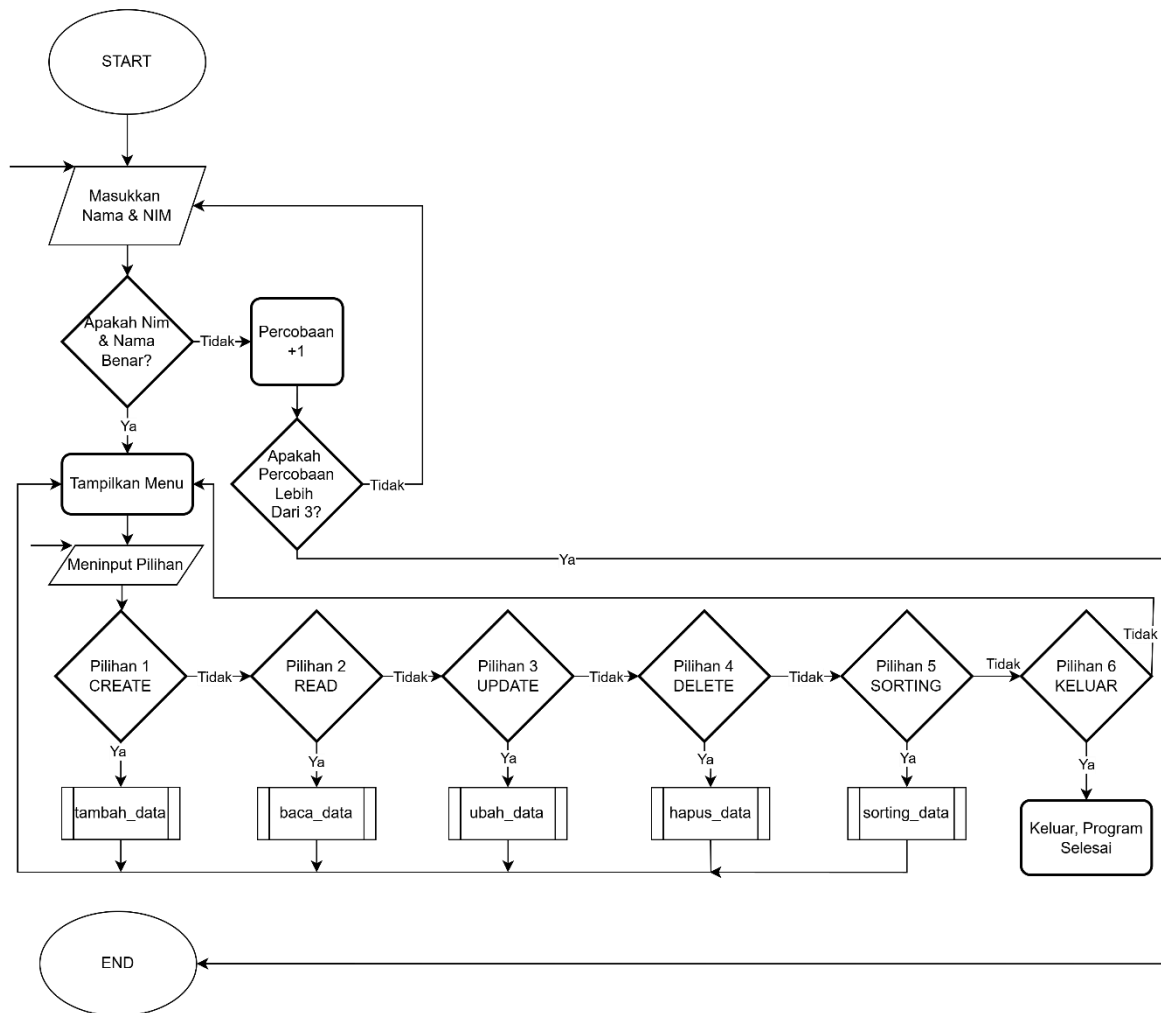 START
Masukkan
Nama & NIM
Apakah Nim
& Nama
Benar?
Tidak
Percobaan
+1
Ya
Apakah
Percobaan
Lebih
Dari 3?
Tidak
Ya
Tampilkan Menu
Meninput Pilihan
Pilihan 1
CREATE
Tidak
Pilihan 2
READ
Tidak
Pilihan 3
UPDATE
Tidak
Pilihan 4
DELETE
Tidak
Pilihan 5
SORTING
Tidak
Pilihan 6
KELUAR
Tidak
Ya
Ya
Ya
Ya
Ya
Ya
tambah_data
baca_data
ubah_data
hapus_data
sorting_data
Keluar, Program
Selesai
END